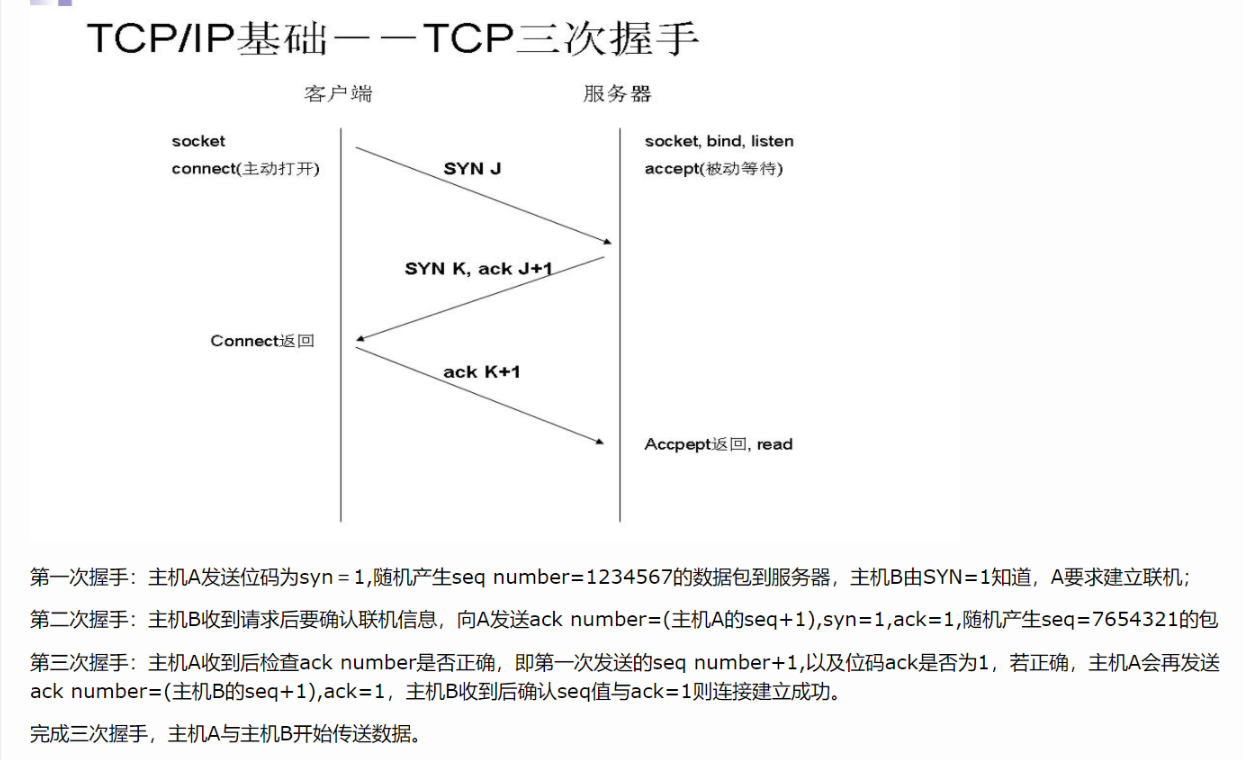 TCP/IP基础－－TCP三次握手
客户端
服务器
socket
connect(主动打开)
socket, bind, listen
accept(被动等待)
SYN J
SYN K, ack J+1
Connect返回
ack K+1
Accpept返回, read
第一次握手：主机A发送位码为syn＝1,随机产生seq number=1234567的数据包到服务器，主机B由SYN=1知道，A要求建立联机；
第二次握手：主机B收到请求后要确认联机信息，向A发送ack number=(主机A的seq+1),syn=1,ack=1,随机产生seq=7654321的包
第三次握手：主机A收到后检查ack number是否正确，即第一次发送的seq number+1,以及位码ack是否为1，若正确，主机A会再发送
ack number=(主机B的seq+1),ack=1，主机B收到后确认seq值与ack=1则连接建立成功。
完成三次握手，主机A与主机B开始传送数据。